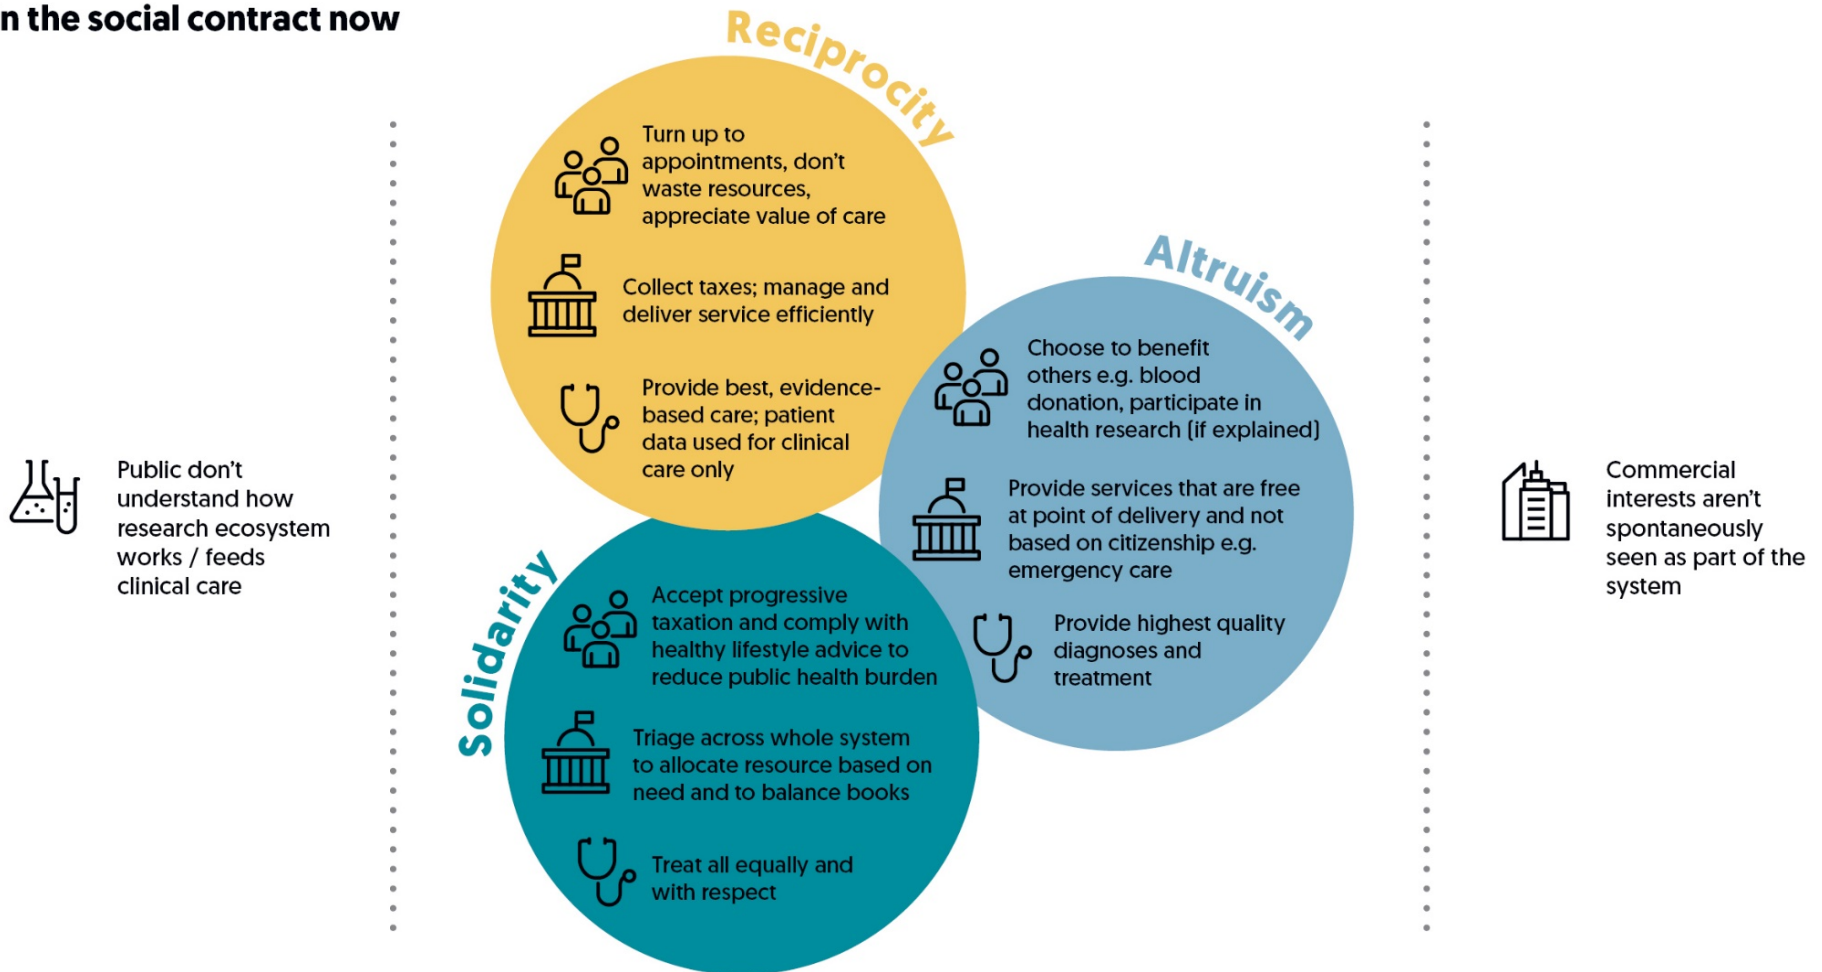 n the social contract now
Reciprocity
Turn up to
appointments, don't
waste resources,
appreciate value of care
Collect taxes; manage and
deliver service efficiently
Provide best, evidence-
based care; patient
data used for clinical
care only
Altruism
Choose to benefit
others e.g. blood
donation, participate in
health research (if explained)
Provide services that are free
at point of delivery and not
based on citizenship e.g.
emergency care
Provide highest quality
diagnoses and
treatment
Solidarity
Accept progressive
taxation and comply with
healthy lifestyle advice to
reduce public health burden
Triage across whole system
to allocate resource based on
need and to balance books
Treat all equally and
with respect
Public don't
understand how
research ecosystem
works / feeds
clinical care
Commercial
interests aren't
spontaneously
seen as part of the
system